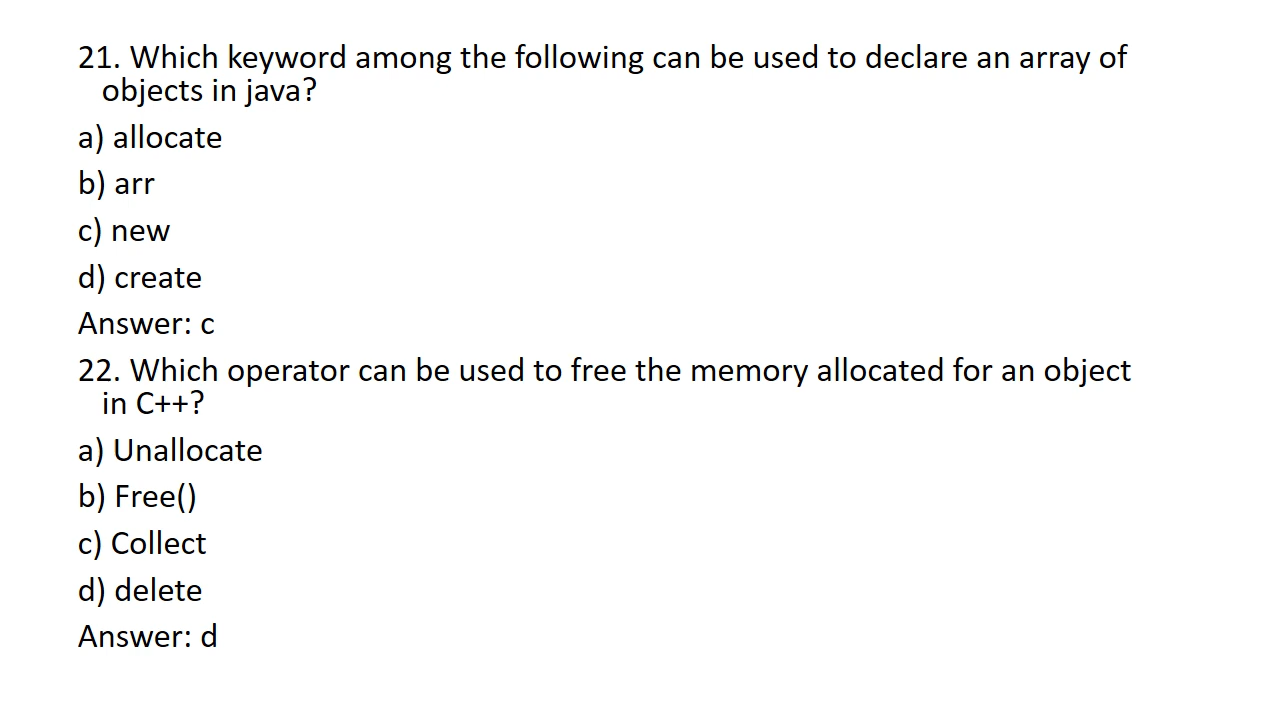 21. Which keyword among the following can be used to declare an array of
objects in java?
a) allocate
b) arr
c) new
d) create
Answer: c
22. Which operator can be used to free the memory allocated for an object
in C++?
a) Unallocate
b) Free()
c) Collect
d) delete
Answer: d